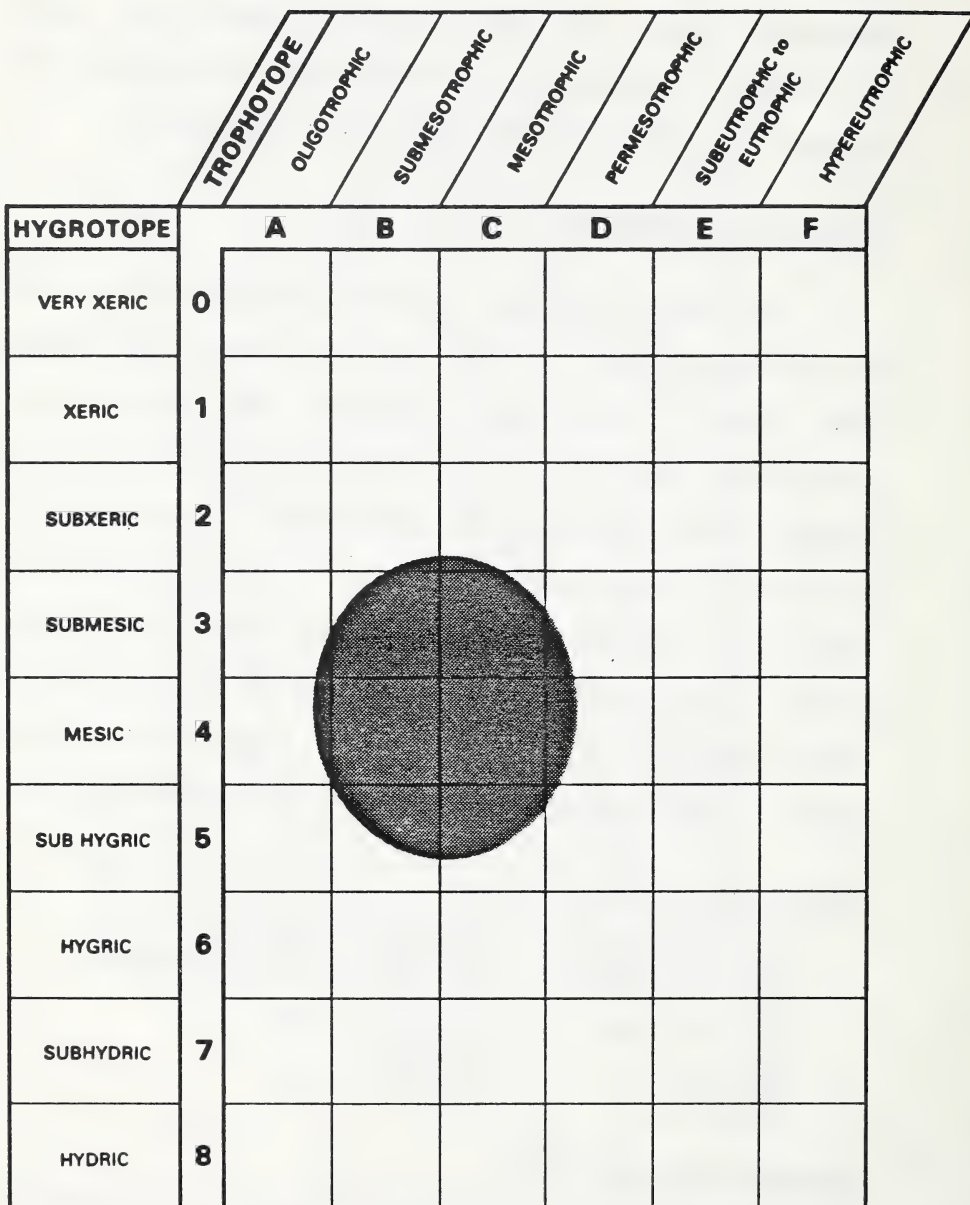 TROPHOTOPE
OLIGOTROPHIC
SUBMESOTROPHIC
MESOTROPHIC
PERMESOTROPHIC
SUBEUTROPHIC to
EUTROPHIC
HYPEREUTROPHIC
HYGROTOPE A B C D E F
VERY XERIC 0
XERIC 1
SUBXERIC 2
SUBMESIC 3
MESIC 4
SUB HYGRIC 5
HYGRIC 6
SUBHYDRIC 7
HYDRIC 8